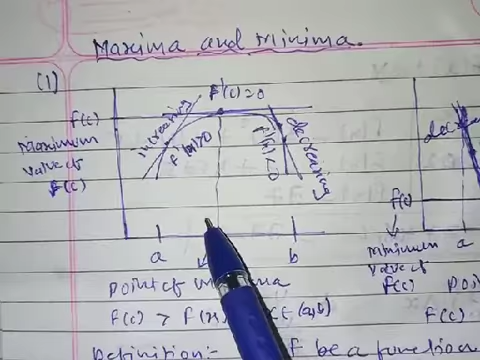 Maxima and Minima.
(1)
f'(c)=0
f(c)
increasing
f'(x)>0
f'(x)<0
decreasing
maximum
value of
f(c)
f(c)
a
b
minimum
value of
f(c)
a
point of
f(c) > f(x)
(a,b)
f(c)
Definition:-
f be a function